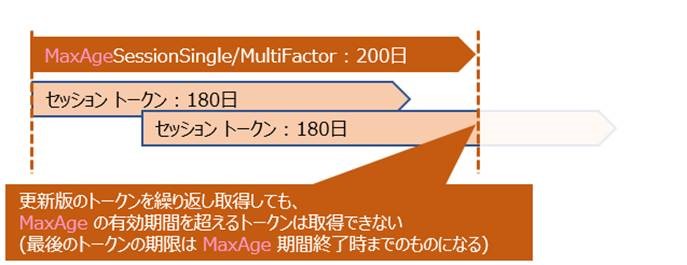 MaxAgeSessionSingle/MultiFactor：200日
セッション トークン：180日
セッション トークン：180日
更新版のトークンを繰り返し取得しても、
MaxAge の有効期間を超えるトークンは取得できない
(最後のトークンの期限は MaxAge 期間終了時までのものになる)